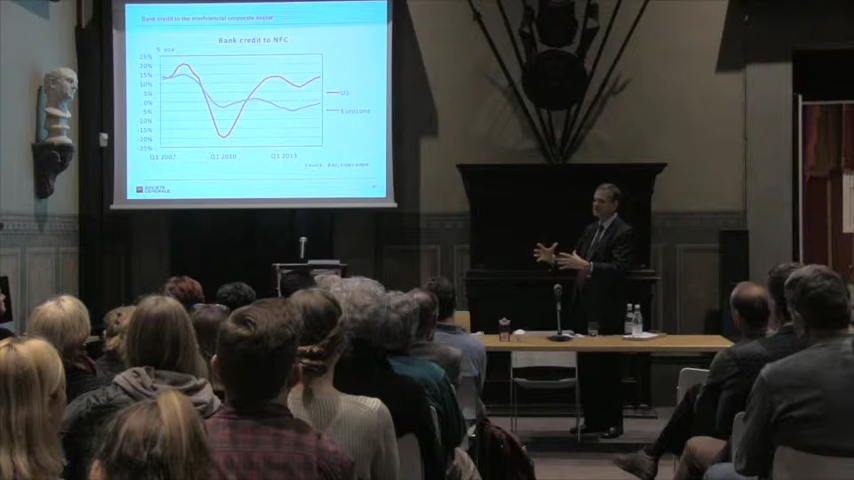 Bank credit to the nonfinancial corporate sector
Bank credit to NFC
% yoy
25%
20%
15%
10%
5%
0%
-5%
-10%
-15%
-20%
-25%
US
Eurozone
Q1 2007
Q1 2010
Q1 2013
Source:
SOCIETE
GENERALE